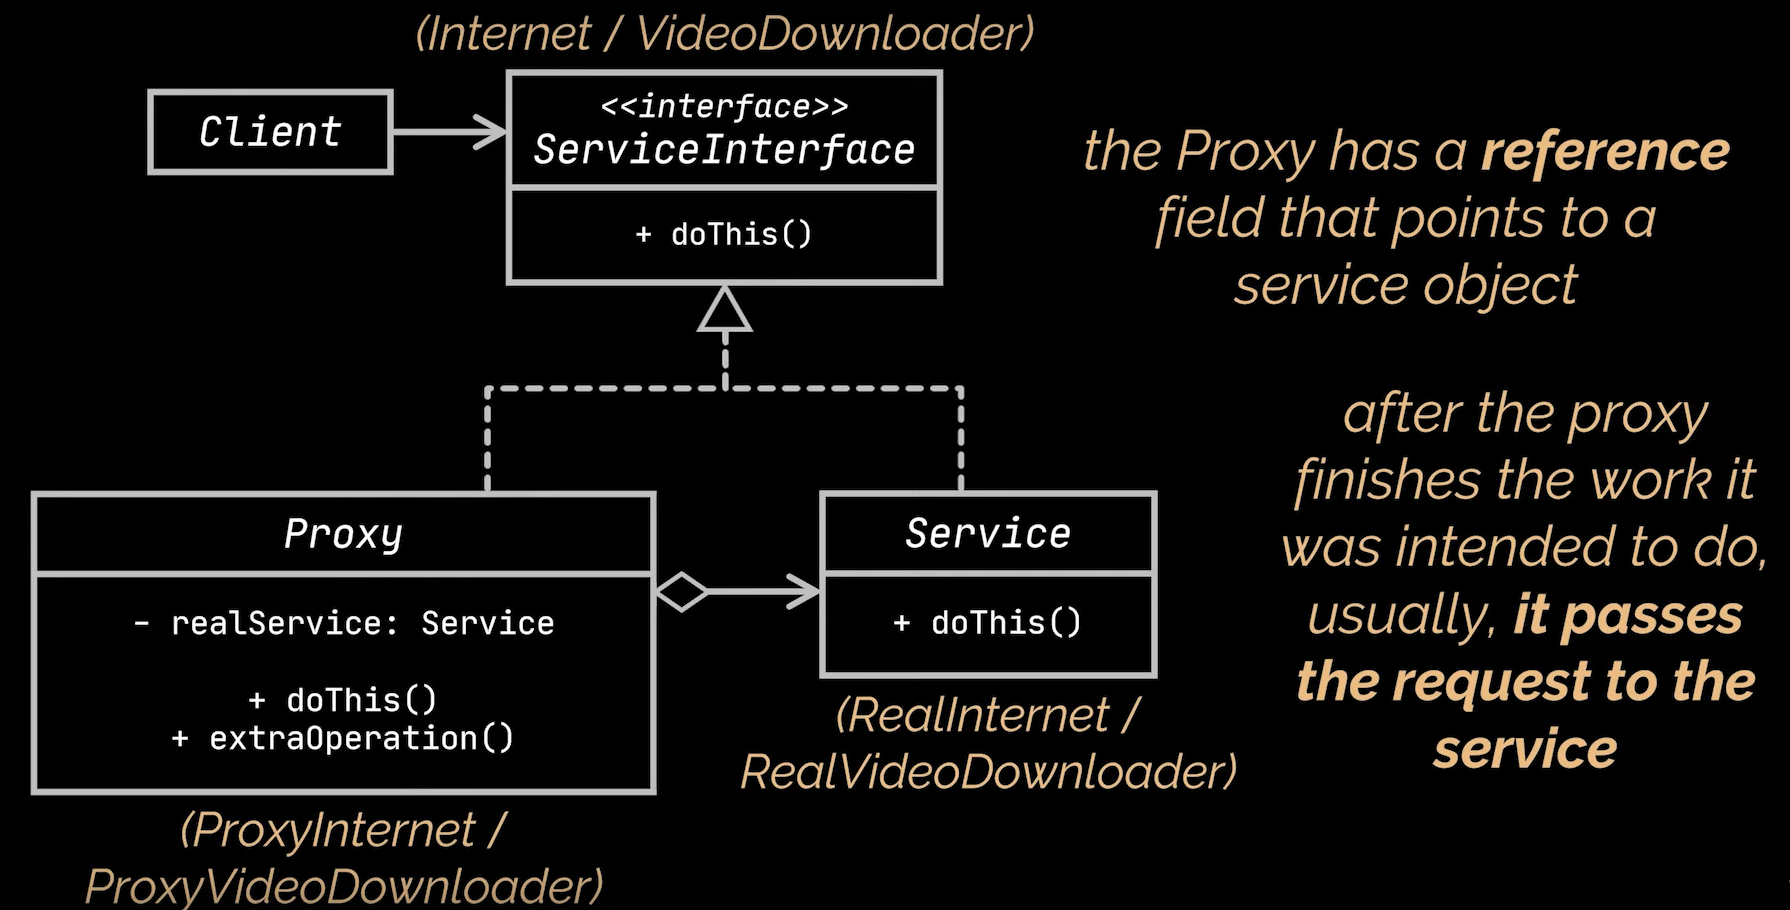 (Internet / VideoDownloader)
Client
<<interface>>
ServiceInterface
+ doThis()
the Proxy has a reference
field that points to a
service object
after the proxy
finishes the work it
was intended to do,
usually, it passes
the request to the
service
Proxy
- realService: Service
+ doThis()
+ extraOperation()
(ProxyInternet /
ProxyVideoDownloader)
Service
+ doThis()
(RealInternet /
RealVideoDownloader)